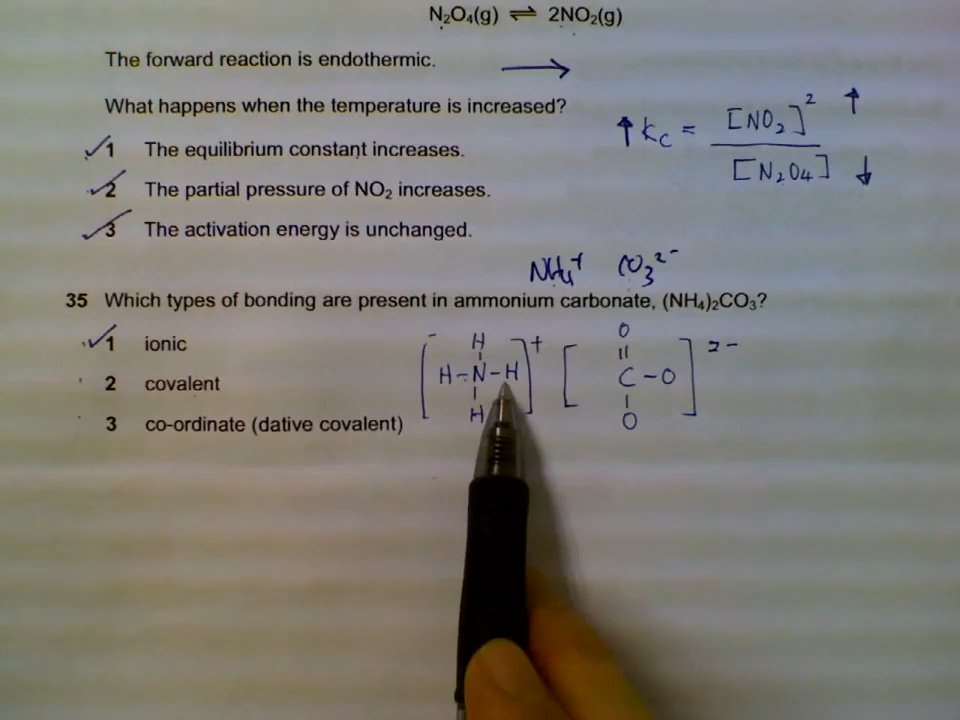 N₂O₄(g) ⇌ 2NO₂(g)
The forward reaction is endothermic. →
What happens when the temperature is increased?
↑ Kc = [NO₂]² ↑
[N₂O₄] ↓
✓1 The equilibrium constant increases.
✓2 The partial pressure of NO₂ increases.
✓3 The activation energy is unchanged.
NH₄⁺ CO₃²⁻
35 Which types of bonding are present in ammonium carbonate, (NH₄)₂CO₃?
✓1 ionic
2 covalent
3 co-ordinate (dative covalent)
H
[H–N–H]⁺
H
O
[C–O]²⁻
O